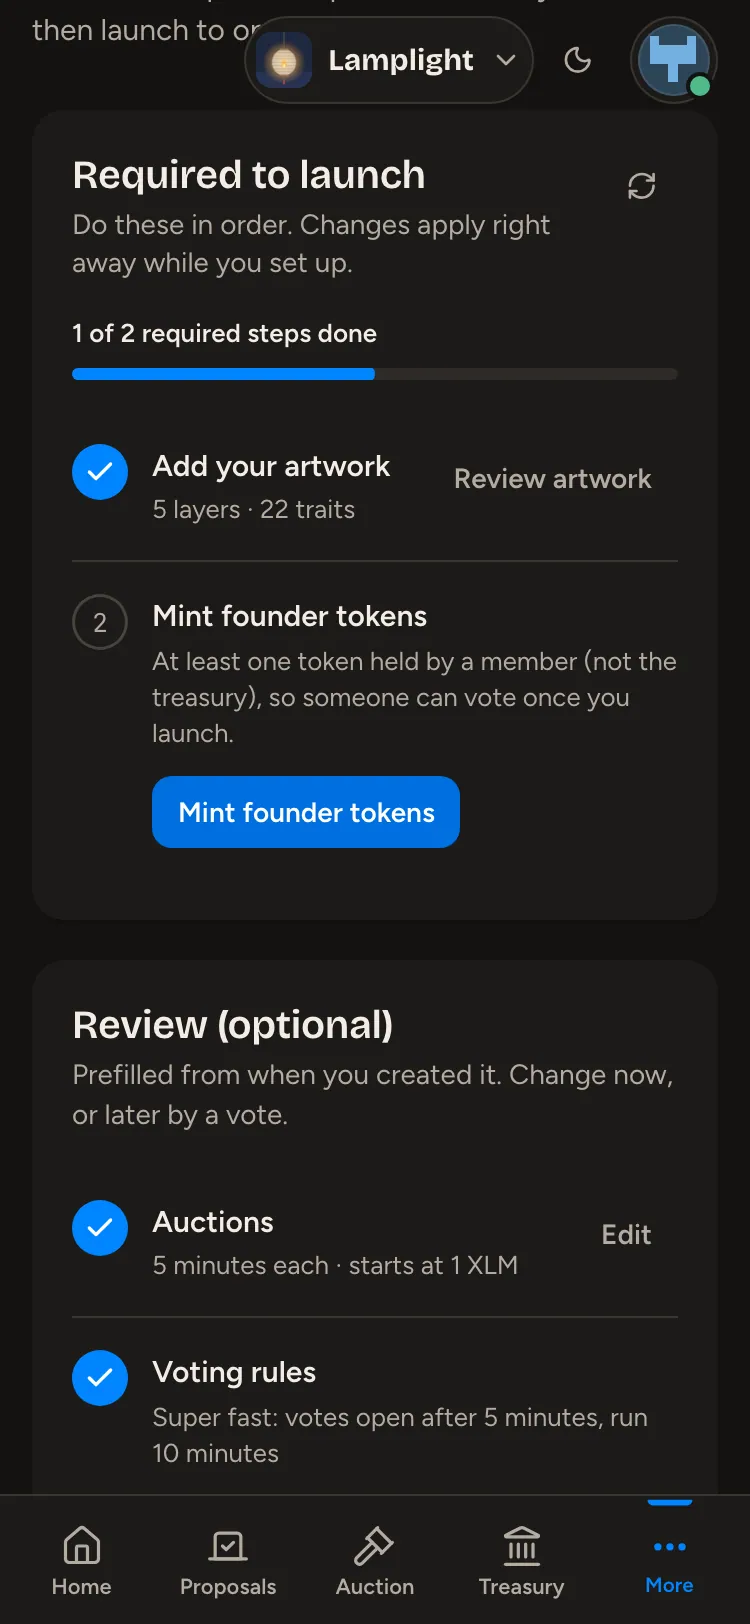 then launch to
Lamplight
Required to launch
Do these in order. Changes apply right
away while you set up.
1 of 2 required steps done
Add your artwork
Review artwork
5 layers · 22 traits
2
Mint founder tokens
At least one token held by a member (not the
treasury), so someone can vote once you
launch.
Mint founder tokens
Review (optional)
Prefilled from when you created it. Change now,
or later by a vote.
Auctions
Edit
5 minutes each · starts at 1 XLM
Voting rules
Super fast: votes open after 5 minutes, run
10 minutes
Home
Proposals
Auction
Treasury
More